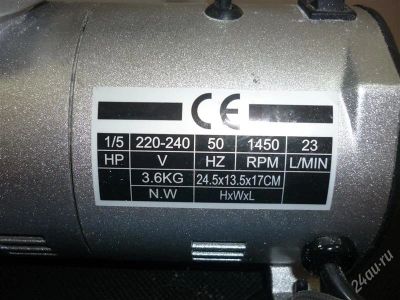 CE
1/5 220-240 50 1450 23
HP V HZ RPM L/MIN
3.6KG 24.5x13.5x17CM
N.W HxWxL
24au.ru